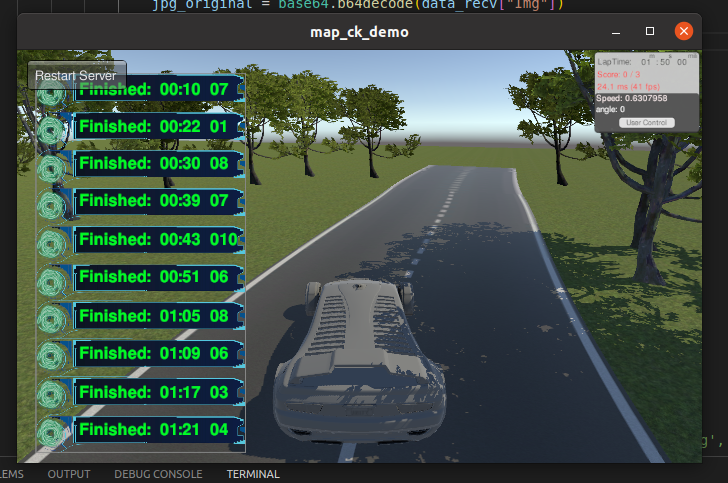 jpg_original = base64.b64decode(data_recv["Img"])
map_ck_demo
Restart Server
Finished: 00:10 07
Finished: 00:22 01
Finished: 00:30 08
Finished: 00:39 07
Finished: 00:43 010
Finished: 00:51 06
Finished: 01:05 08
Finished: 01:09 06
Finished: 01:17 03
Finished: 01:21 04
m s ms
LapTime: 01 : 50 00
Score: 0 / 3
24.1 ms (41 fps)
Speed: 0.6307958
angle: 0
User Control
g',
LEMS OUTPUT DEBUG CONSOLE TERMINAL